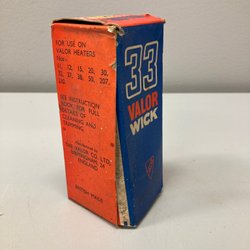 FOR USE ON
VALOR HEATERS
Nos:-
11, 12, 15, 20, 30,
35, 37, 38, 50, 207,
210.
SEE INSTRUCTION
BOOK FOR FULL
DETAILS OF
CLEANING AND
TRIMMING
THE VALOR CO. LTD.
BIRMINGHAM 24
ENGLAND
BRITISH MADE
33
VALOR
WICK